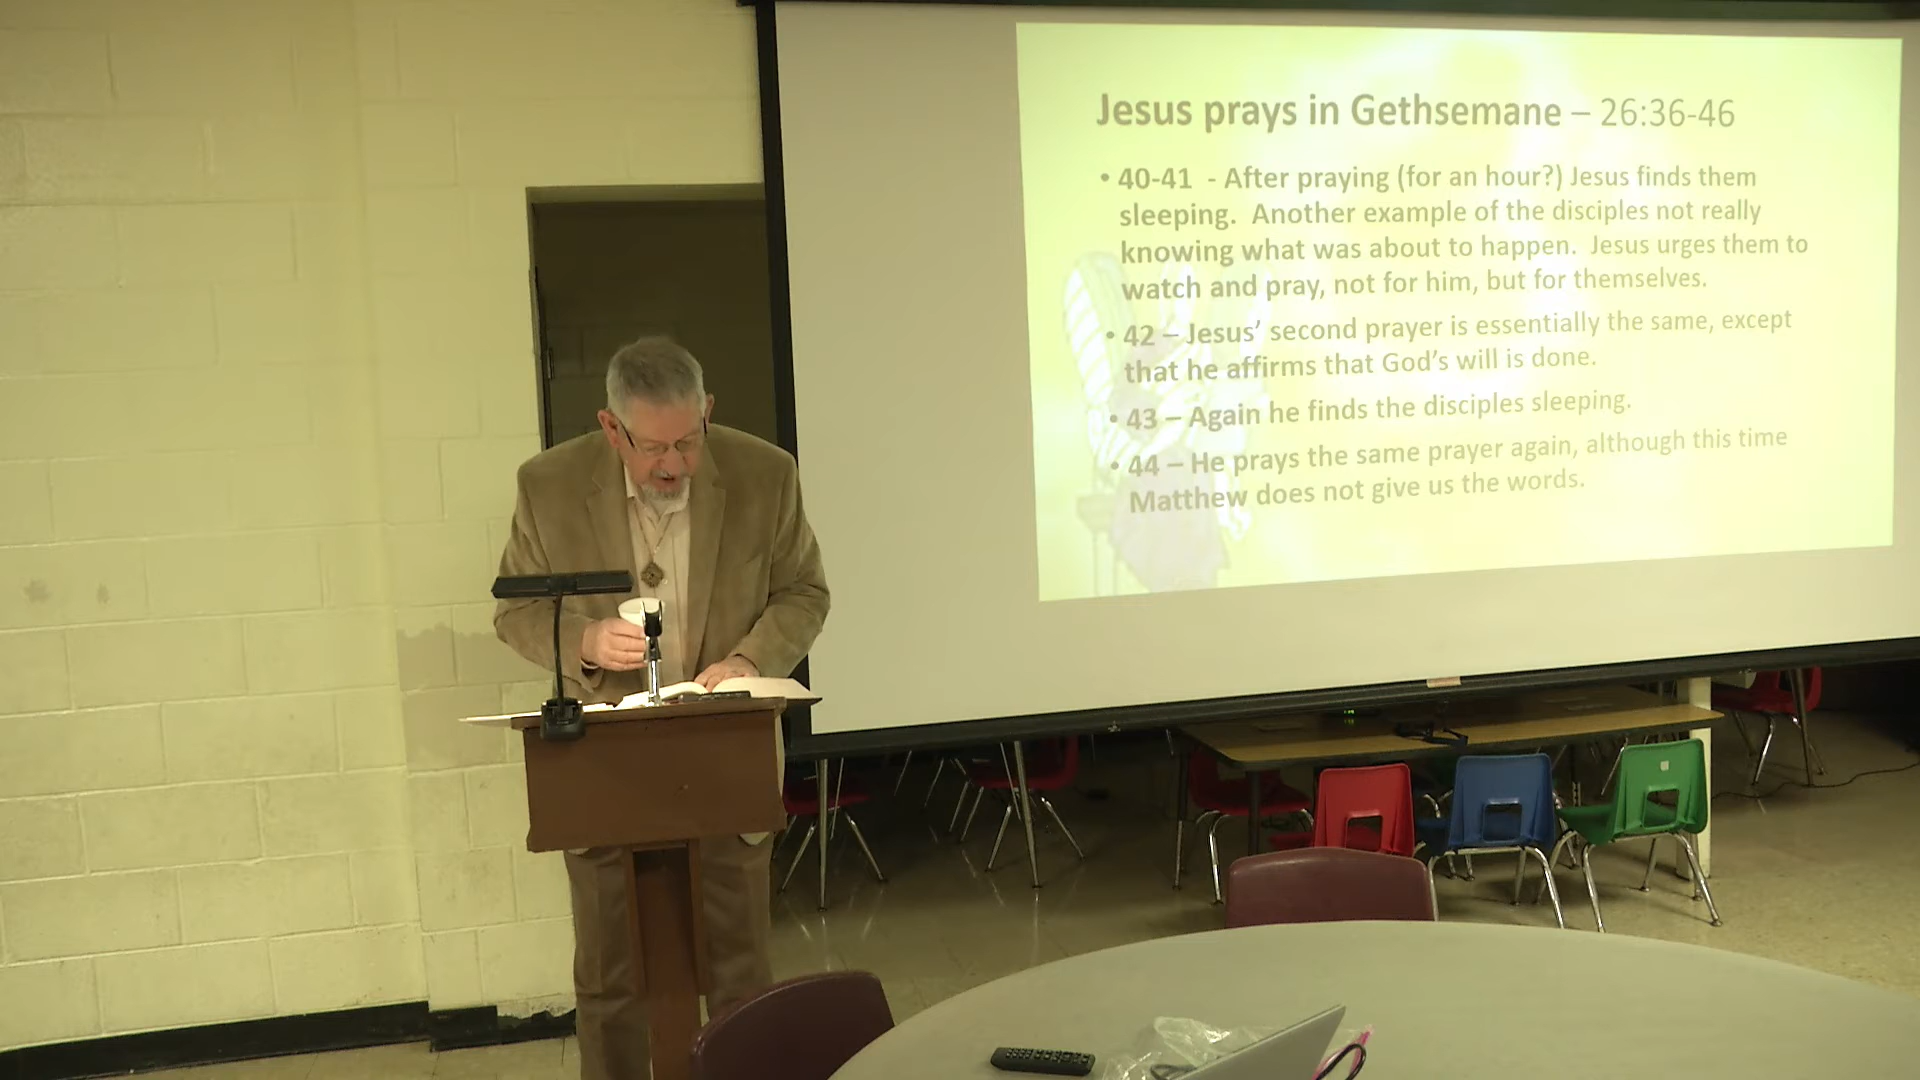 Jesus prays in Gethsemane – 26:36-46
• 40-41 - After praying (for an hour?) Jesus finds them
sleeping. Another example of the disciples not really
knowing what was about to happen. Jesus urges them to
watch and pray, not for him, but for themselves.
• 42 – Jesus’ second prayer is essentially the same, except
that he affirms that God’s will is done.
• 43 – Again he finds the disciples sleeping.
• 44 – He prays the same prayer again, although this time
Matthew does not give us the words.